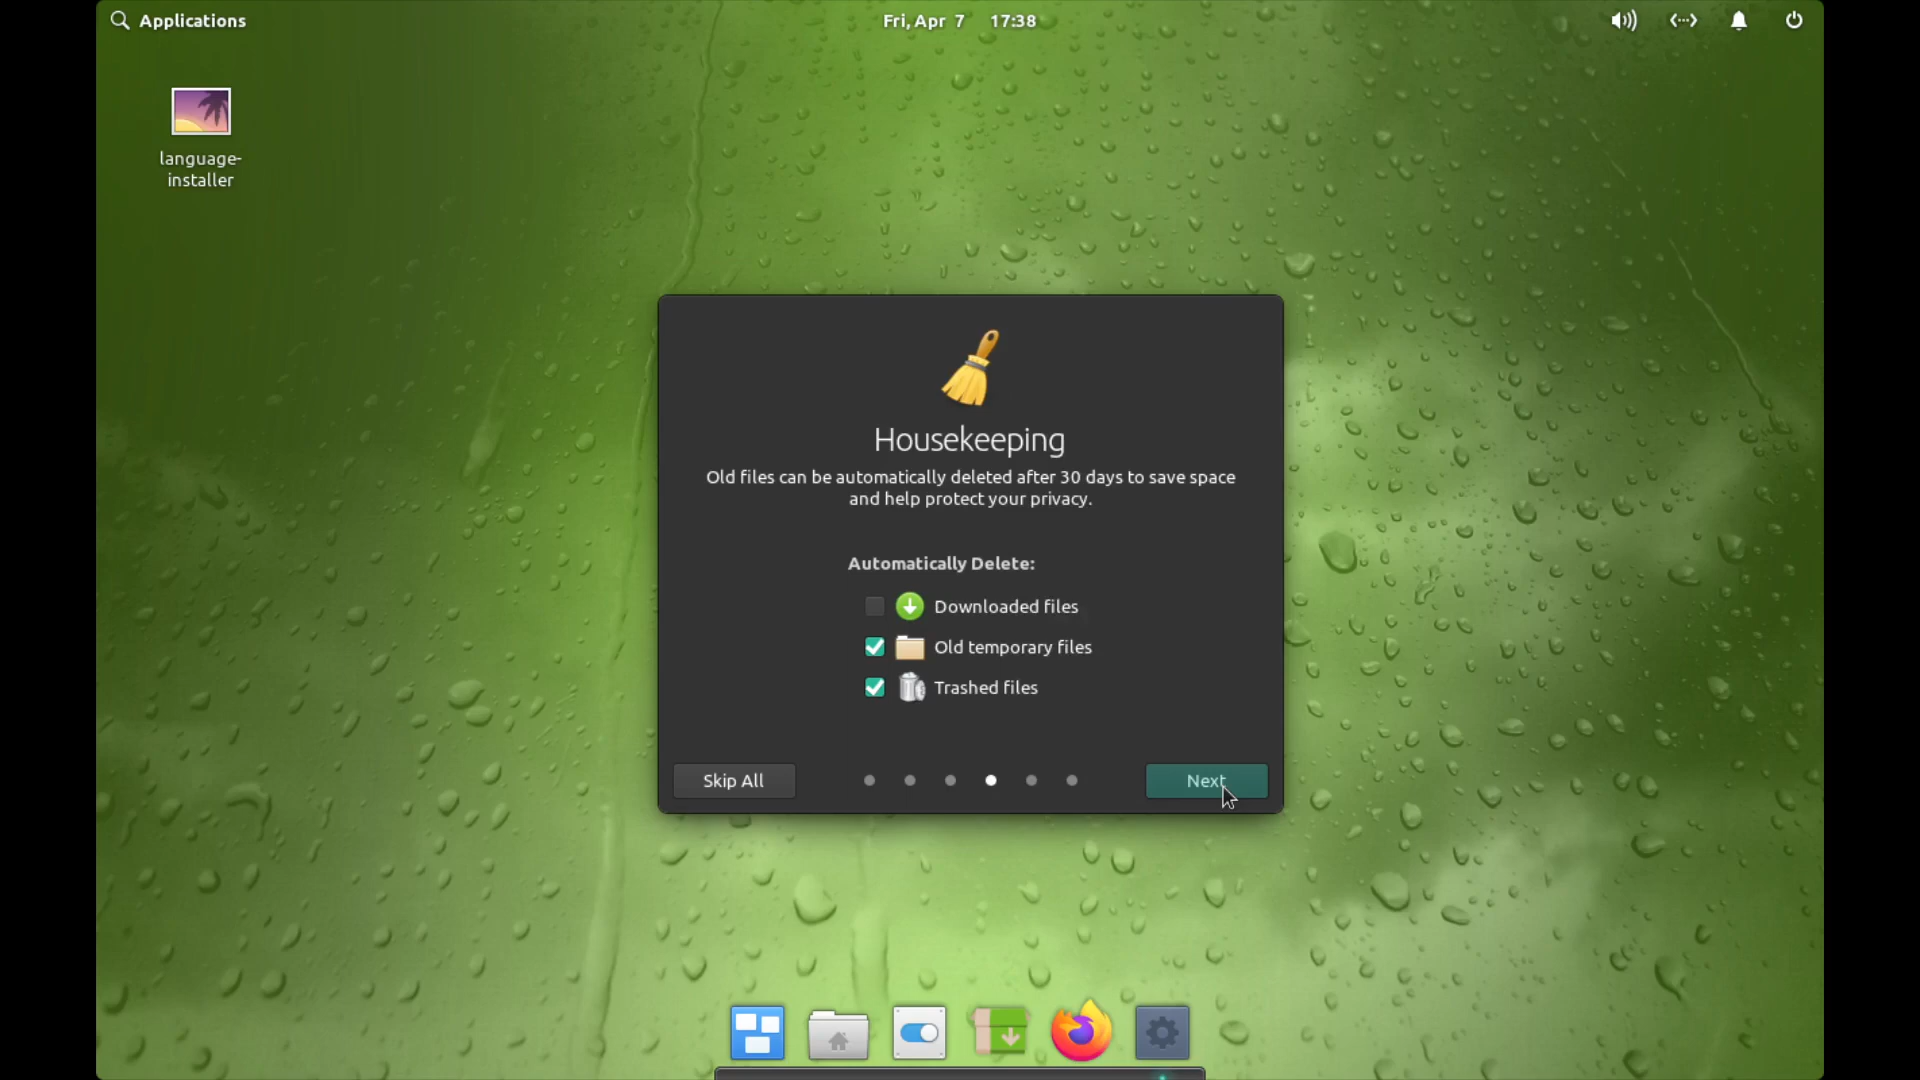 Applications
Fri, Apr 7 17:38
language-
installer
Housekeeping
Old files can be automatically deleted after 30 days to save space
and help protect your privacy.
Automatically Delete:
Downloaded files
Old temporary files
Trashed files
Skip All
Next